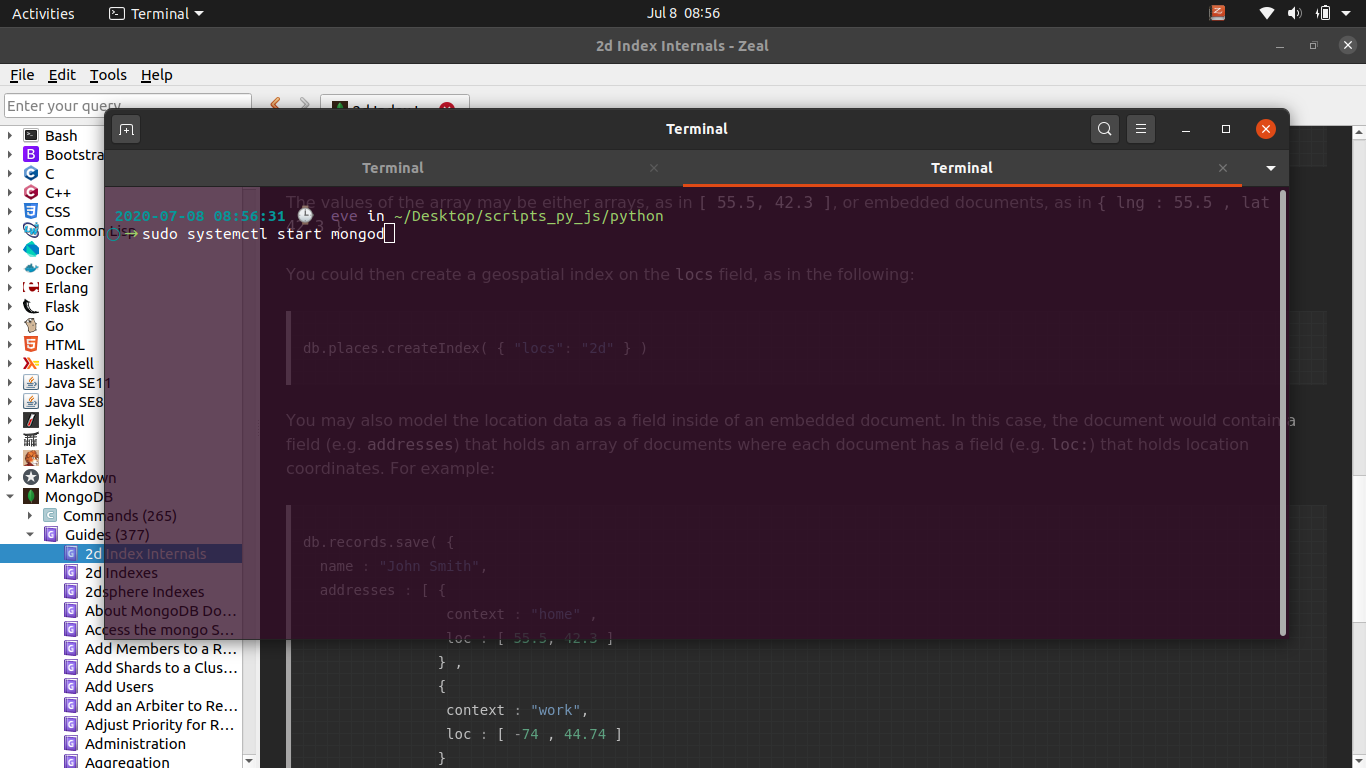 Activities Terminal Jul 8 08:56
2d Index Internals - Zeal
File Edit Tools Help
Enter your query
Terminal
Terminal Terminal
Bash
Bootstra
C
C++
CSS
Common Lisp
Dart
Docker
Erlang
Flask
Go
HTML
Haskell
Java SE11
Java SE8
Jekyll
Jinja
LaTeX
Markdown
MongoDB
Commands (265)
Guides (377)
2d Index Internals
2d Indexes
2dsphere Indexes
About MongoDB Do...
Access the mongo S...
Add Members to a R...
Add Shards to a Clus...
Add Users
Add an Arbiter to Re...
Adjust Priority for R...
Administration
Aggregation
The values of the array may be either arrays, as in [ 55.5, 42.3 ], or embedded documents, as in { lng : 55.5 , lat
: 42.3 }
2020-07-08 08:56:31 eve in ~/Desktop/scripts_py_js/python
→ sudo systemctl start mongod
You could then create a geospatial index on the locs field, as in the following:
db.places.createIndex( { "locs": "2d" } )
You may also model the location data as a field inside of an embedded document. In this case, the document would contain a
field (e.g. addresses) that holds an array of documents where each document has a field (e.g. loc:) that holds location
coordinates. For example:
db.records.save( {
name : "John Smith",
addresses : [ {
context : "home" ,
loc : [ 55.5, 42.3 ]
} ,
{
context : "work",
loc : [ -74 , 44.74 ]
}